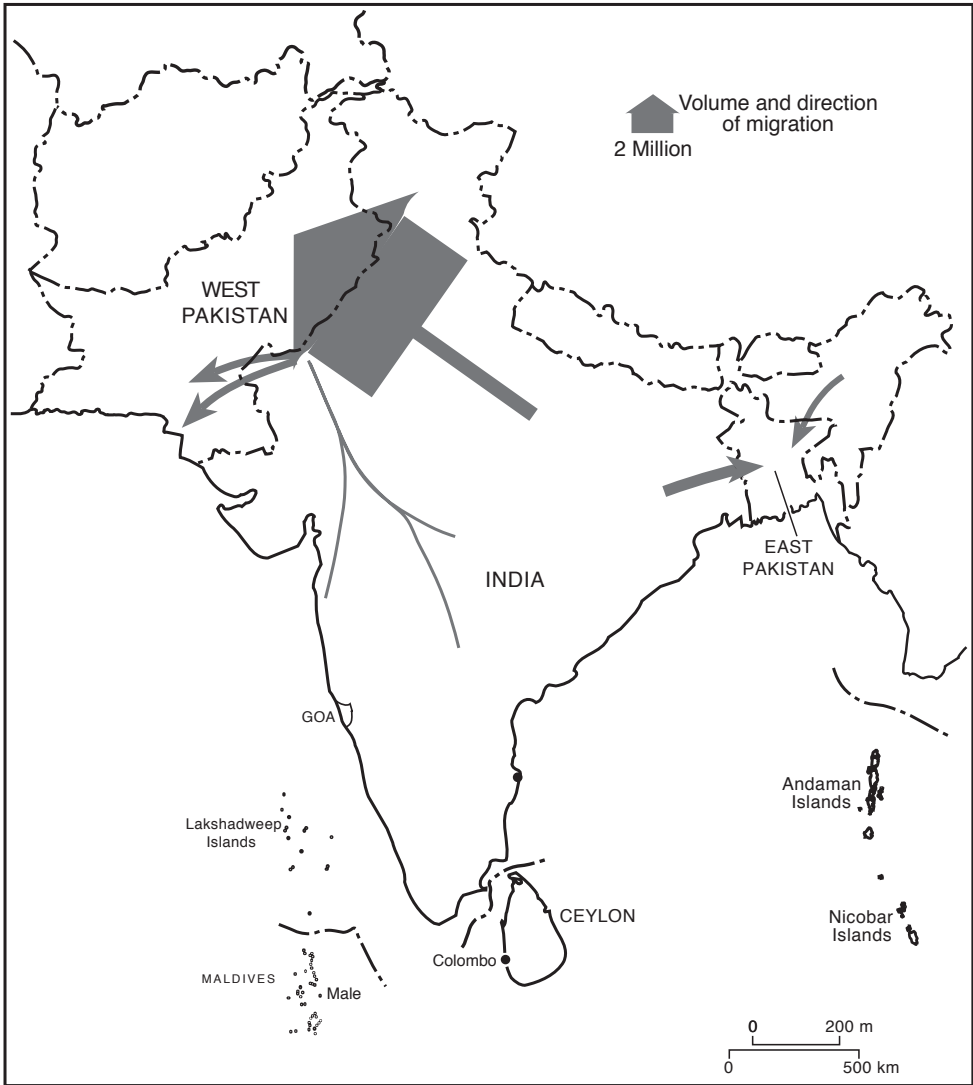 Volume and direction
of migration
2 Million
WEST
PAKISTAN
EAST
PAKISTAN
INDIA
GOA
Andaman
Islands
Lakshadweep
Islands
CEYLON
Nicobar
Islands
Colombo
MALDIVES
Male
0 200 m
0 500 km